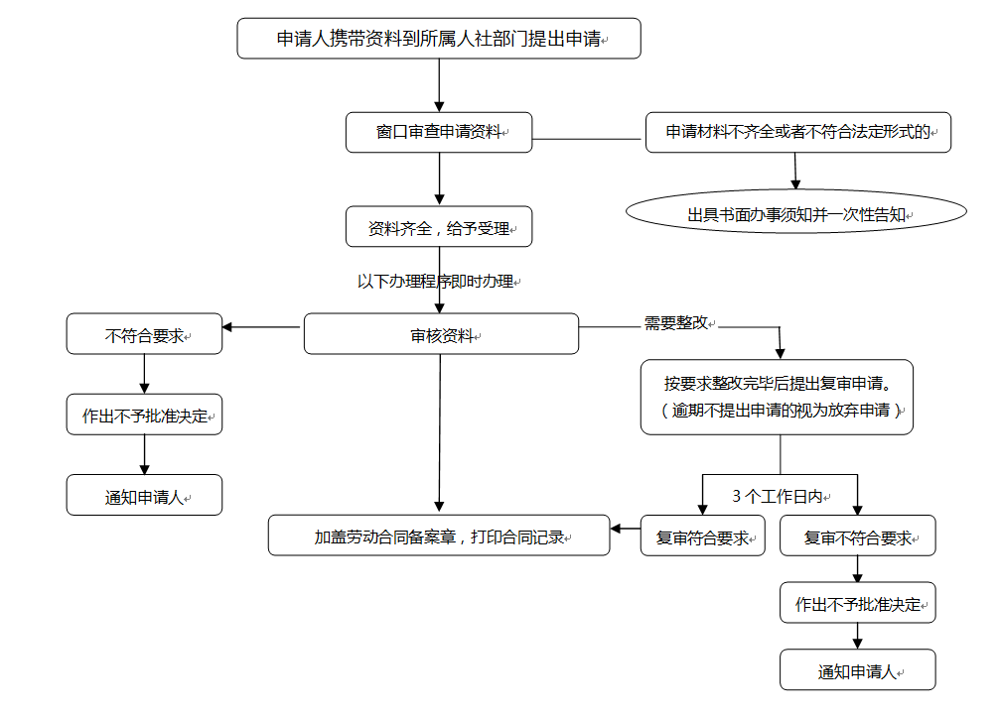 申请人携带资料到所属人社部门提出申请
窗口审查申请资料
申请材料不齐全或者不符合法定形式的
出具书面办事须知并一次性告知
资料齐全，给予受理
以下办理程序即时办理
不符合要求
审核资料
需要整改
按要求整改完毕后提出复审申请。
（逾期不提出申请的视为放弃申请）
作出不予批准决定
通知申请人
3个工作日内
加盖劳动合同备案章，打印合同记录
复审符合要求
复审不符合要求
作出不予批准决定
通知申请人